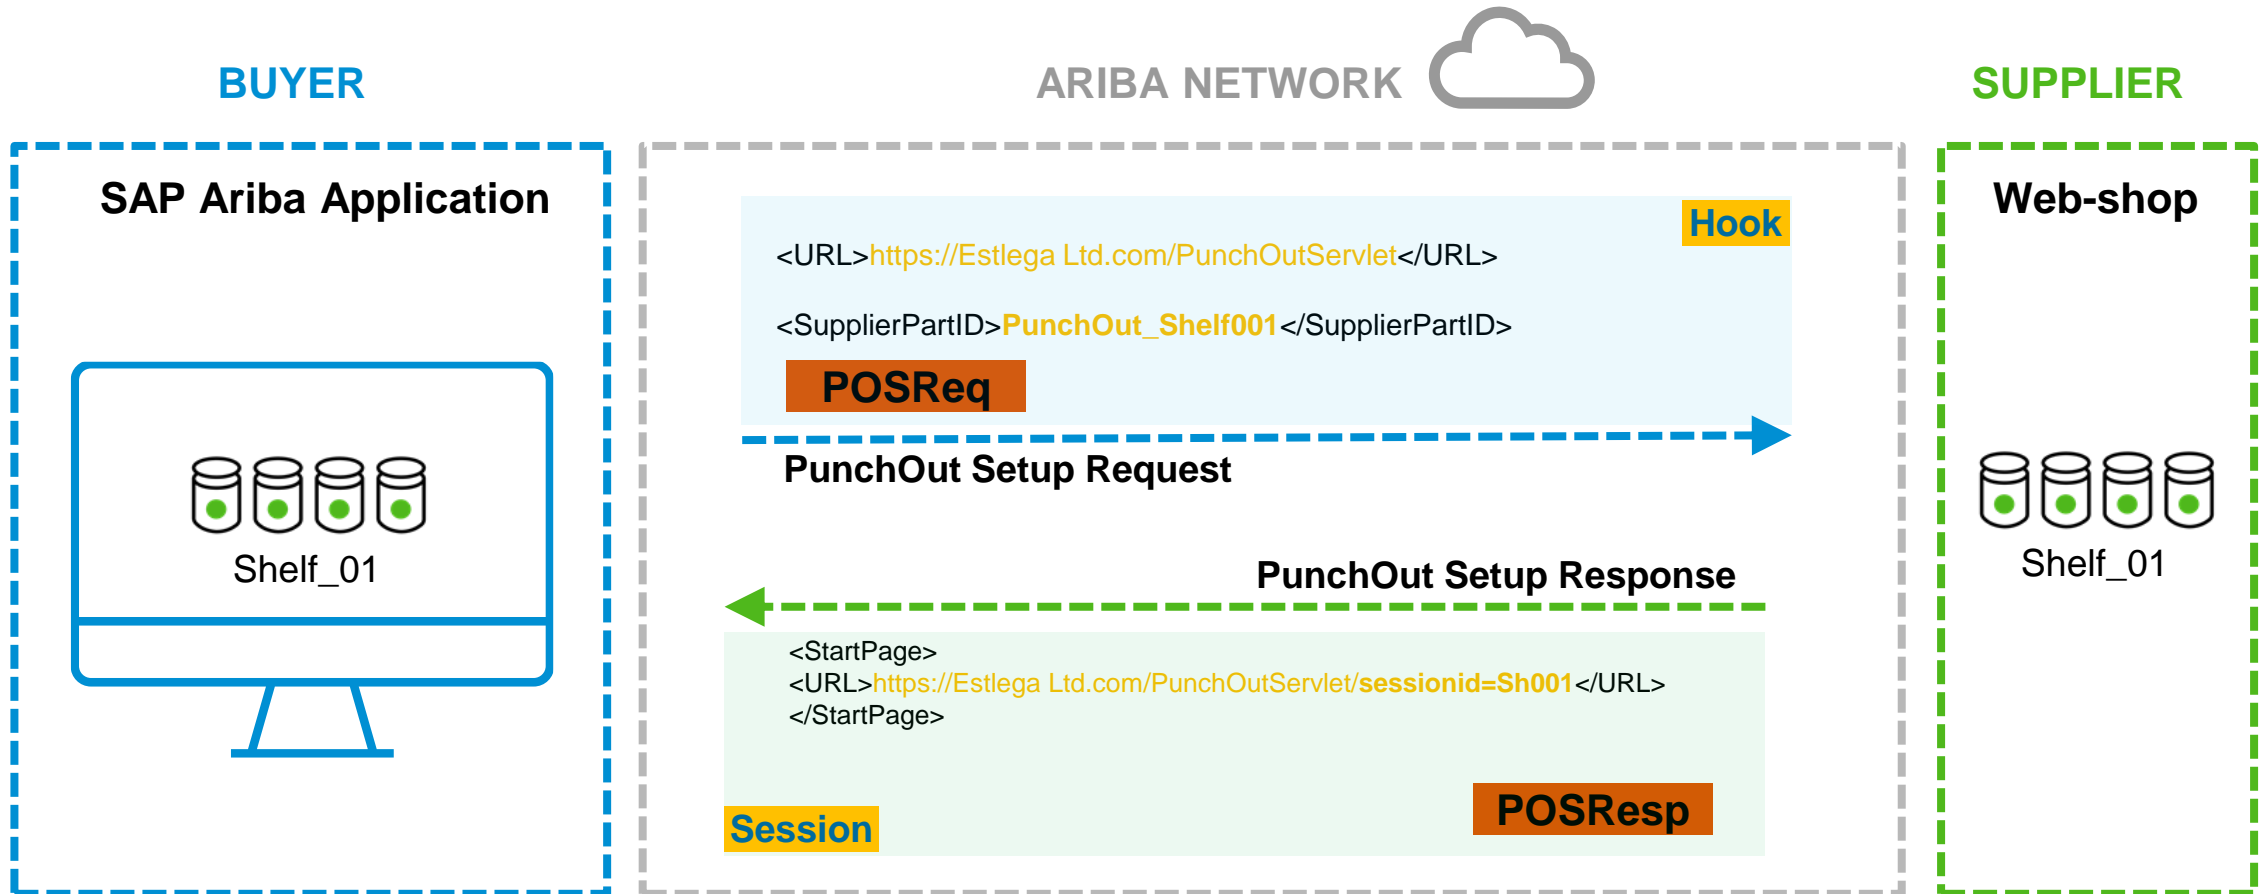 BUYER
ARIBA NETWORK
SUPPLIER
SAP Ariba Application
Shelf_01
Hook
<URL>https://Estlega Ltd.com/PunchOutServlet</URL>
<SupplierPartID>PunchOut_Shelf001</SupplierPartID>
POSReq
PunchOut Setup Request
PunchOut Setup Response
<StartPage>
<URL>https://Estlega Ltd.com/PunchOutServlet/sessionid=Sh001</URL>
</StartPage>
POSResp
Session
Web-shop
Shelf_01